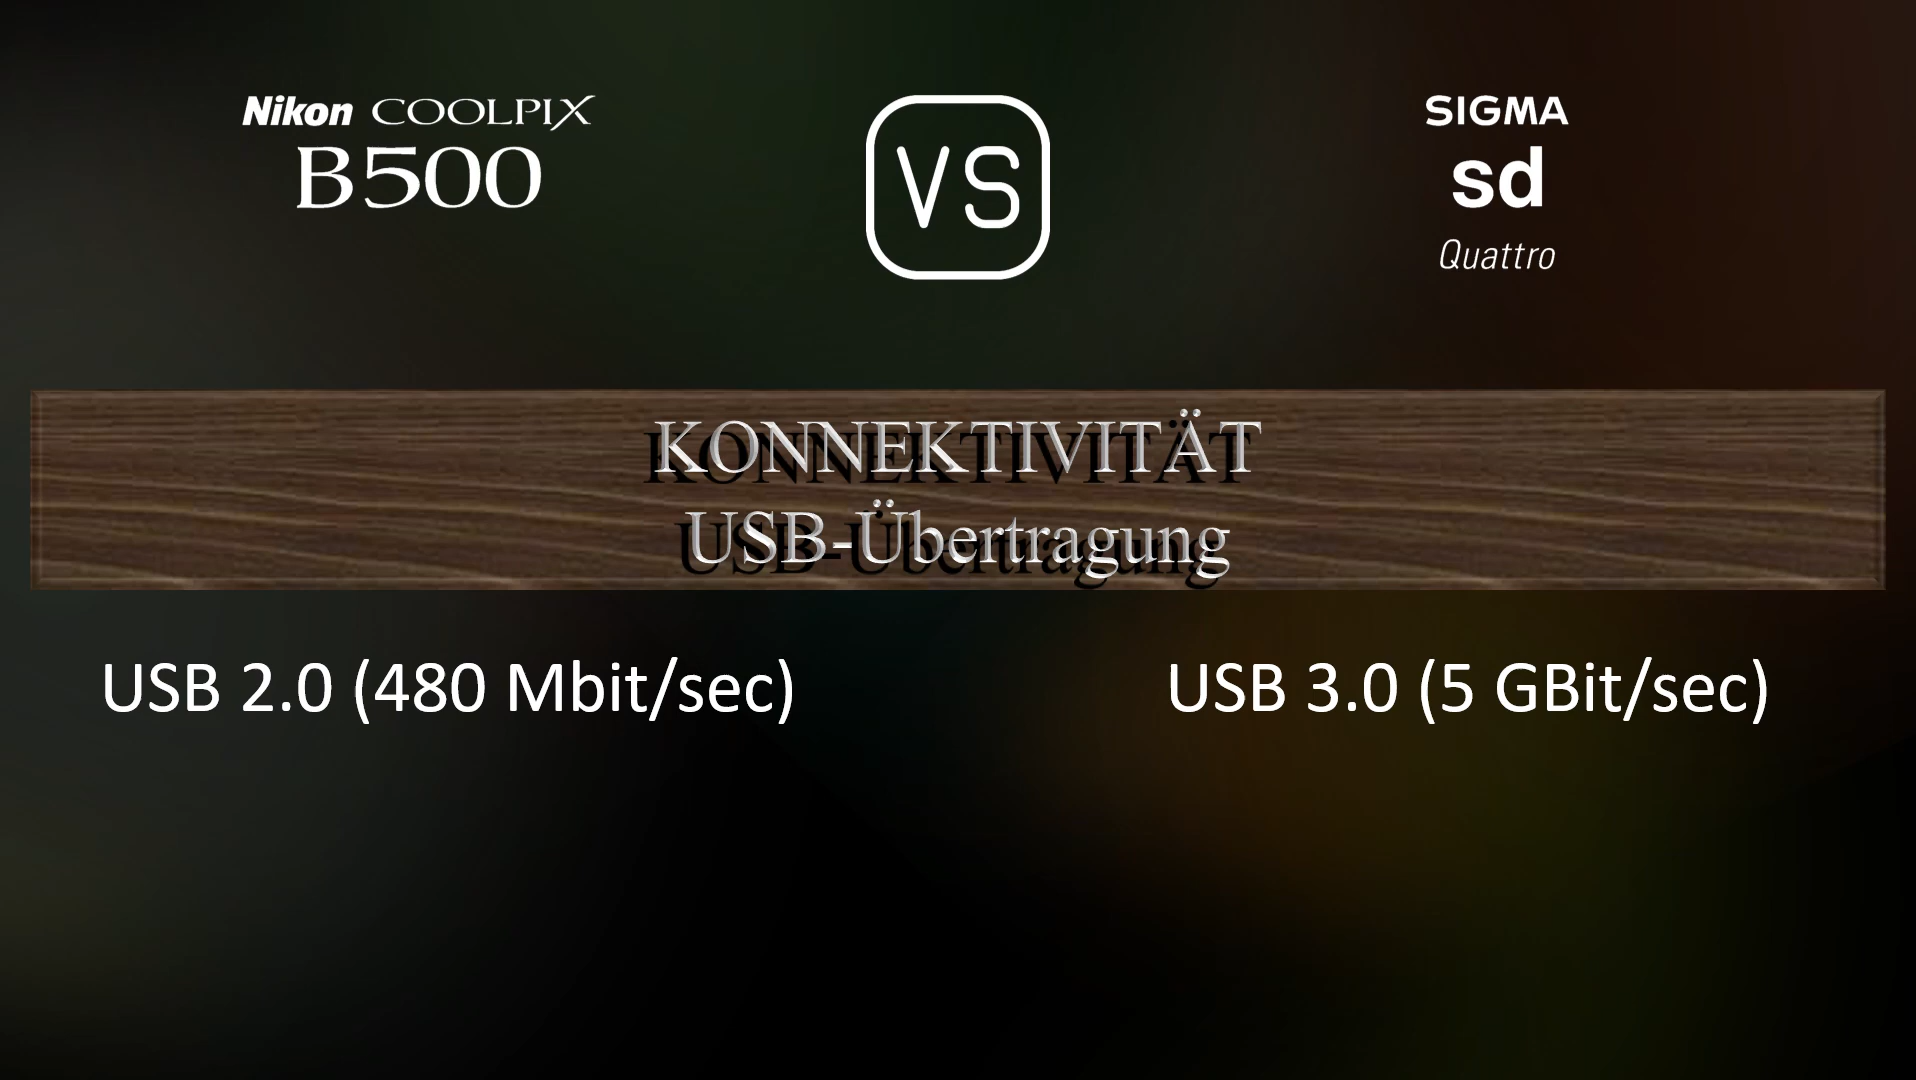 Nikon COOLPIX
B500
VS
SIGMA
sd
Quattro
KONNEKTIVITÄT
USB-Übertragung
USB 2.0 (480 Mbit/sec)
USB 3.0 (5 GBit/sec)